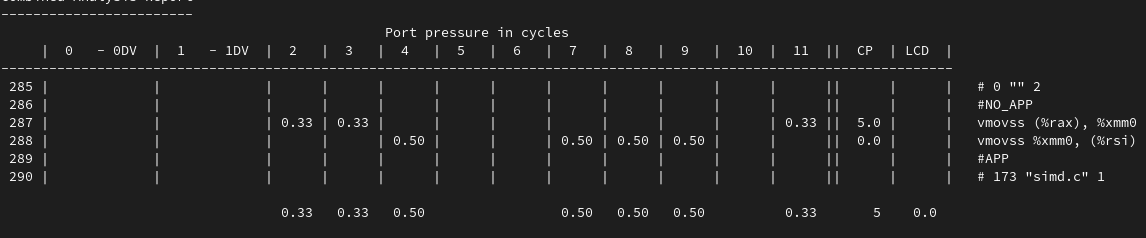 Combined Analysis Report
------------------------
Port pressure in cycles
| 0 - 0DV | 1 - 1DV | 2 | 3 | 4 | 5 | 6 | 7 | 8 | 9 | 10 | 11 || CP | LCD |
-----------------------------------------------------------------------------------------------------------------------
285 | | | | | | | | | | | | || | | # 0 "" 2
286 | | | | | | | | | | | | || | | #NO_APP
287 | | | 0.33 | 0.33 | | | | | | | | 0.33 || 5.0 | | vmovss (%rax), %xmm0
288 | | | | | 0.50 | | | 0.50 | 0.50 | 0.50 | | || 0.0 | | vmovss %xmm0, (%rsi)
289 | | | | | | | | | | | | || | | #APP
290 | | | | | | | | | | | | || | | # 173 "simd.c" 1
0.33 0.33 0.50 0.50 0.50 0.50 0.33 5 0.0